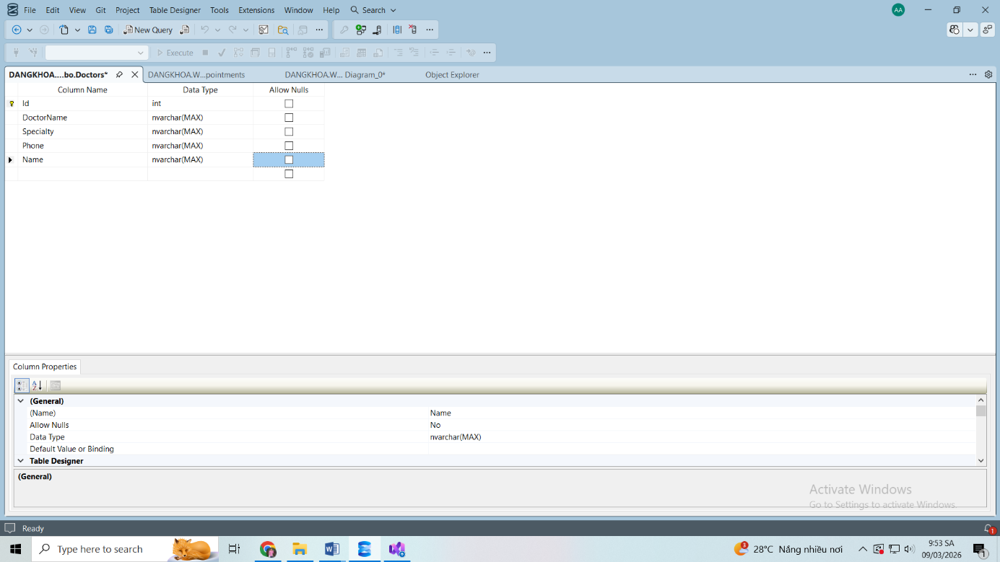 File Edit View Git Project Table Designer Tools Extensions Window Help Search AA
New Query
Execute
DANGKHOA....bo.Doctors* DANGKHOA.W...pointments DANGKHOA.W... Diagram_0* Object Explorer
Column Name Data Type Allow Nulls
Id int
DoctorName nvarchar(MAX)
Specialty nvarchar(MAX)
Phone nvarchar(MAX)
Name nvarchar(MAX)
Column Properties
(General)
(Name) Name
Allow Nulls No
Data Type nvarchar(MAX)
Default Value or Binding
Table Designer
(General)
Activate Windows
Go to Settings to activate Windows.
Ready 1
Type here to search 3 28°C Nắng nhiều nơi 9:53 SA
09/03/2026 1